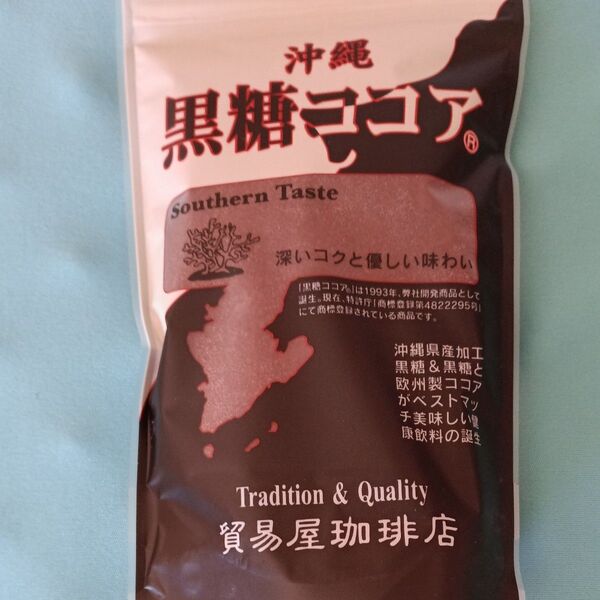 沖縄
黒糖ココア®
Southern Taste
深いコクと優しい味わい
「黒糖ココア®」は1993年、弊社開発商品として
誕生。現在、特許庁「商標登録第4822295号」
にて商標登録されている商品です。
沖縄県産加工
黒糖&黒糖と
欧州製ココア
がベストマッ
チ美味しい健
康飲料の誕生
Tradition & Quality
貿易屋珈琲店